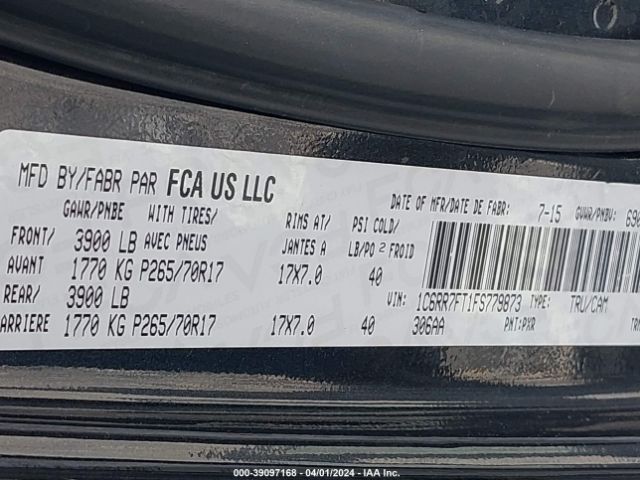 MFD BY/FABR PAR FCA US LLC
DATE OF MFR/DATE DE FABR: 7-15 GVWR/PNBV:
GAWR/PNBE WITH TIRES/ RIMS AT/ PSI COLD/
FRONT/ 3900 LB AVEC PNEUS JANTES A LB/PO 2 FROID
AVANT 1770 KG P265/70R17 17X7.0 40
REAR/ 3900 LB
VIN: 1C6RR7FT1FS779873 TYPE: TRU/CAM
ARRIERE 1770 KG P265/70R17 17X7.0 40 306AA PNT:PXR
000-39097168 - 04/01/2024 - IAA Inc.